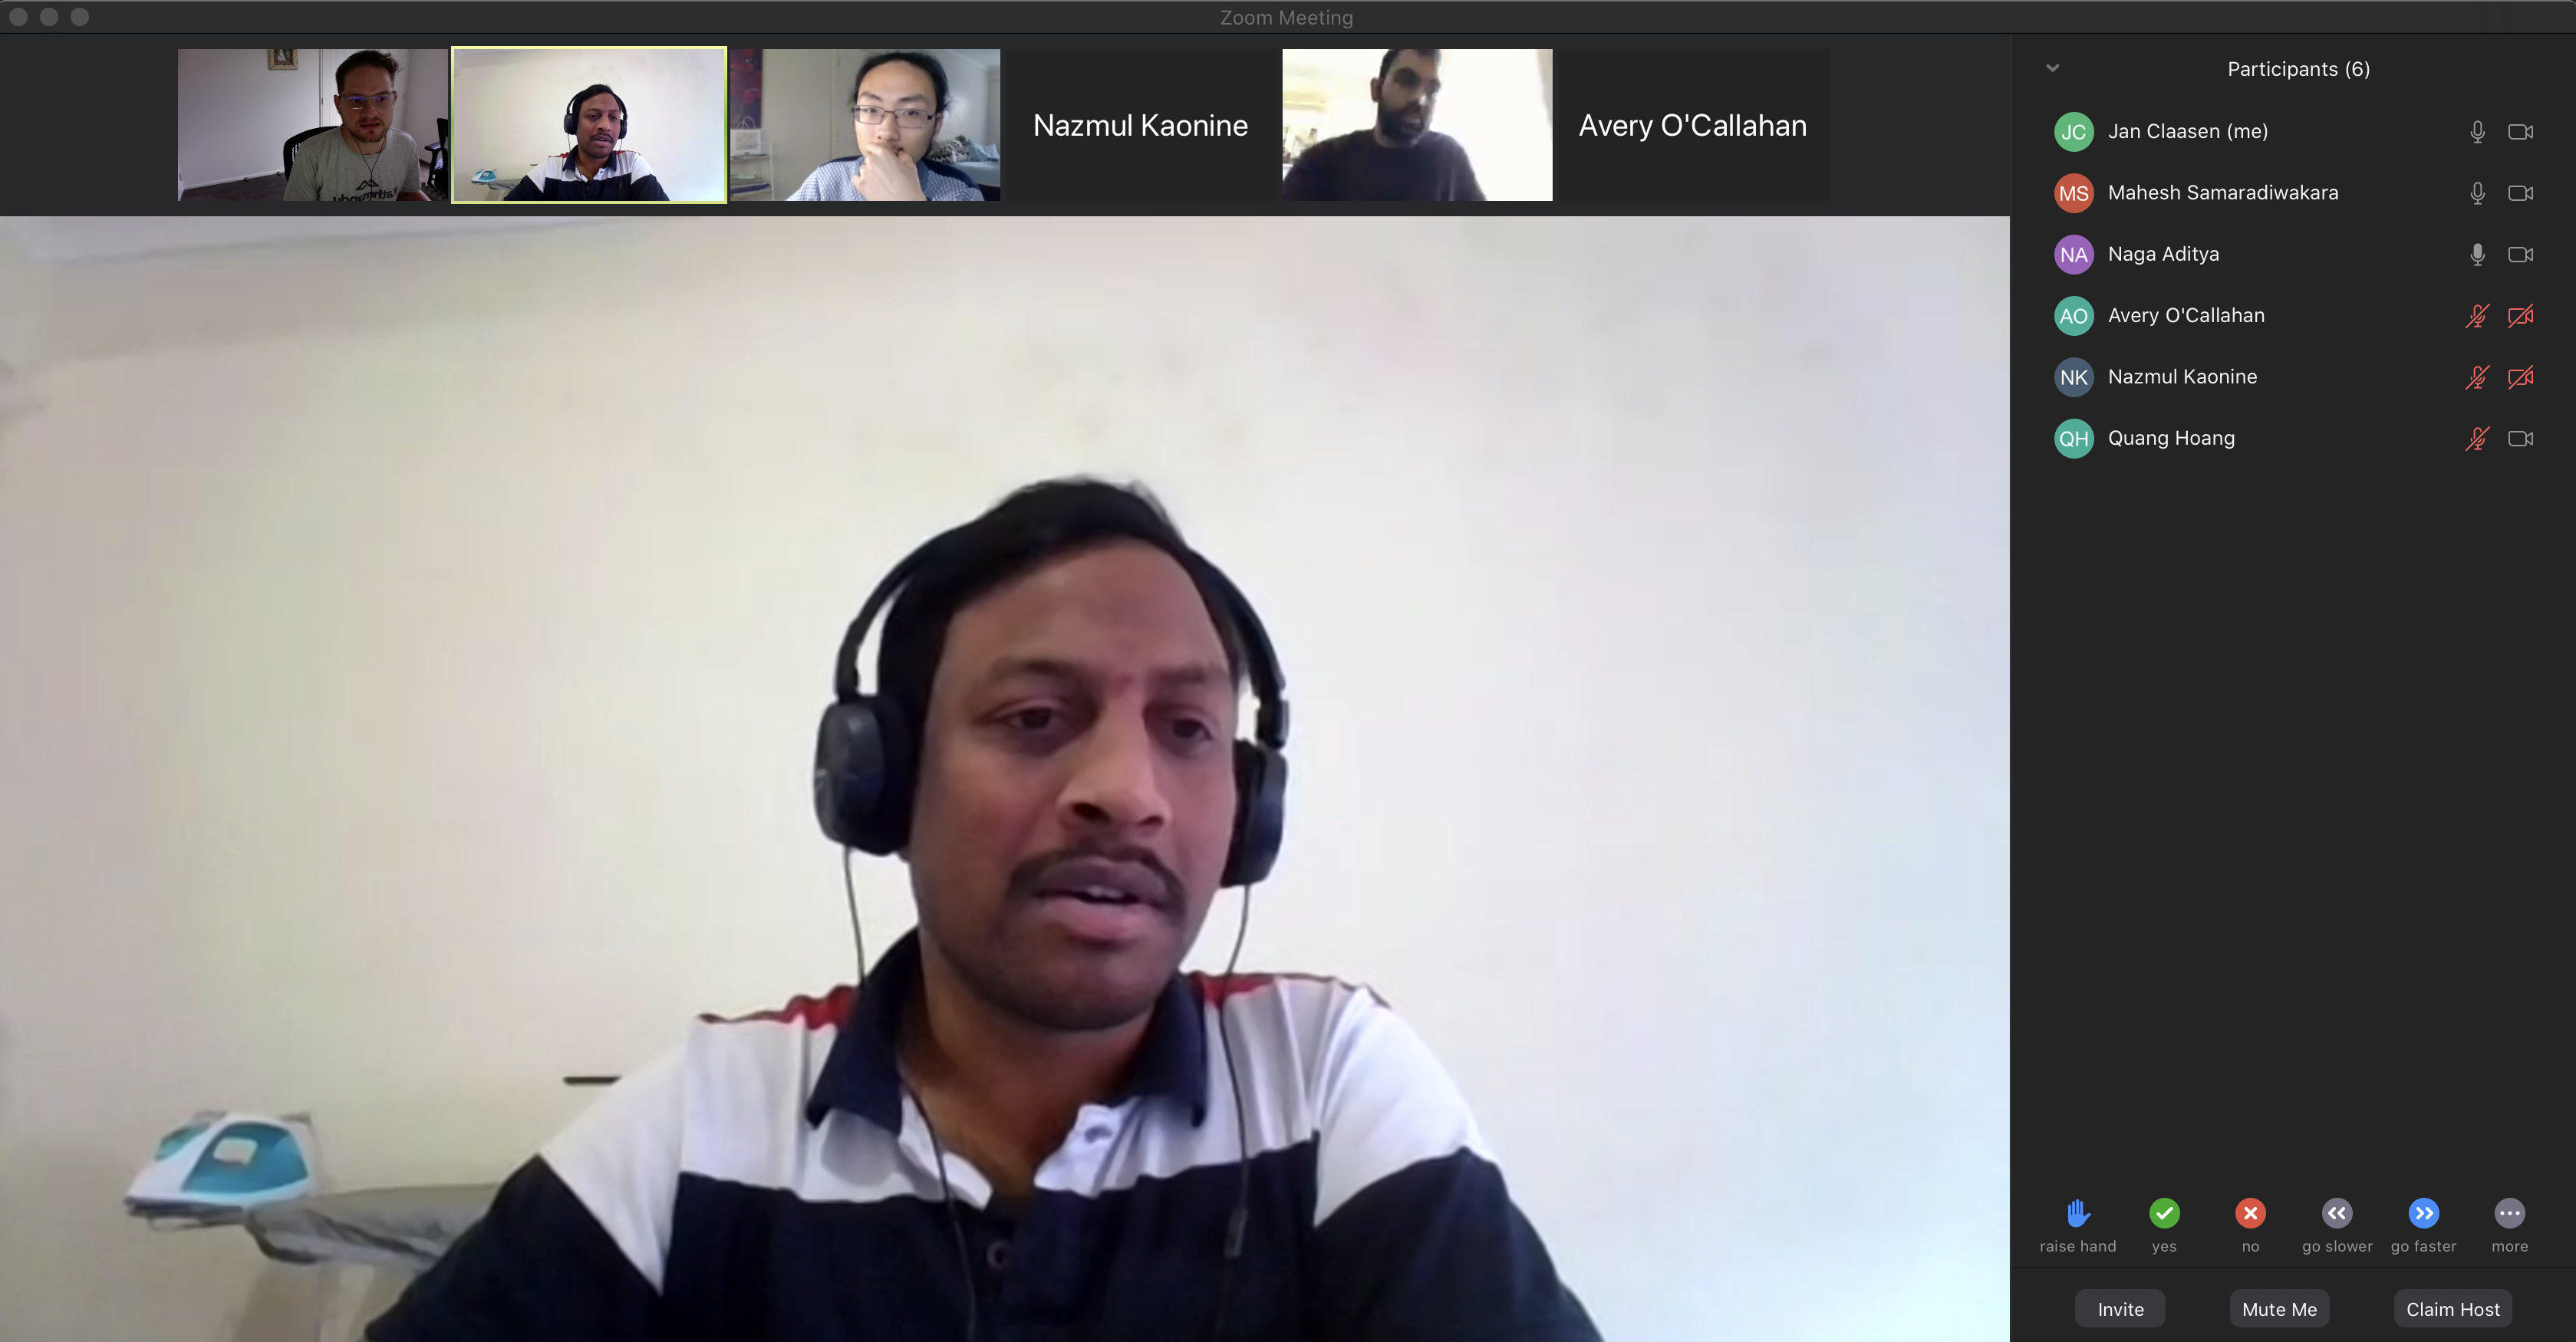 Zoom Meeting
Nazmul Kaonine
Avery O'Callahan
Participants (6)
JC Jan Claasen (me)
MS Mahesh Samaradiwakara
NA Naga Aditya
AO Avery O'Callahan
NK Nazmul Kaonine
QH Quang Hoang
raise hand yes no go slower go faster more
Invite Mute Me Claim Host